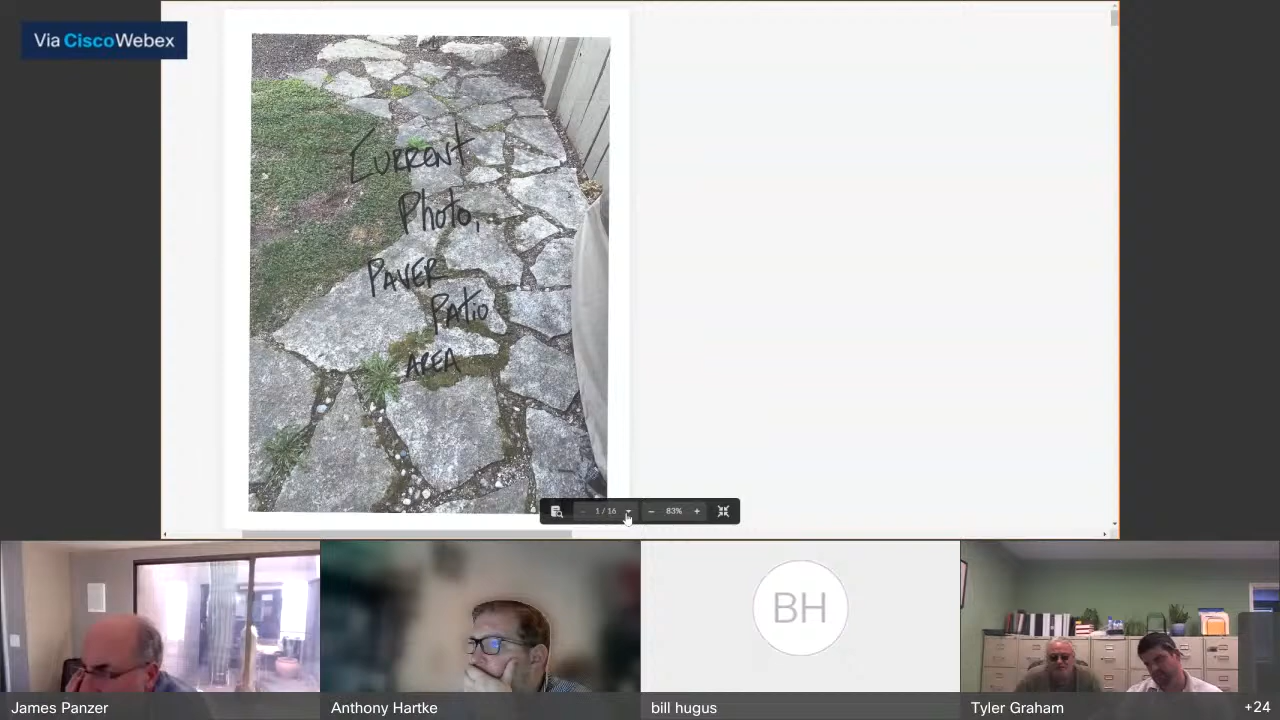 Via CiscoWebex
CURRENT
Photo,
PAVER
PATIO
AREA
1 / 16
83%
BH
James Panzer
Anthony Hartke
bill hugus
Tyler Graham
+24